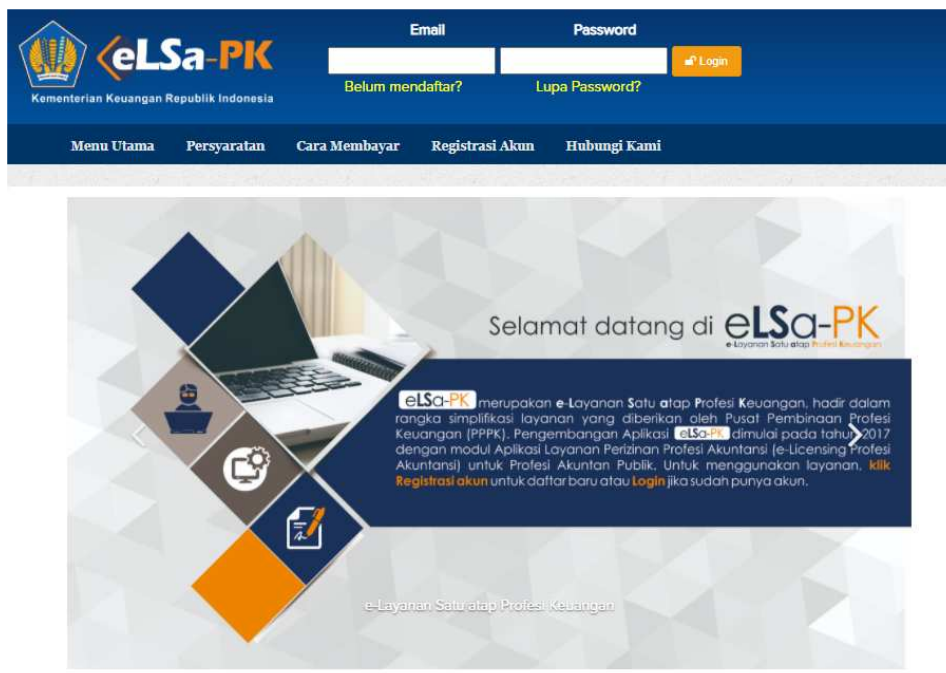 Email Password
eLSa-PK
Login
Belum mendaftar? Lupa Password?
Kementerian Keuangan Republik Indonesia
Menu Utama Persyaratan Cara Membayar Registrasi Akun Hubungi Kami
Selamat datang di eLSa-PK
e-Layanan Satu atap Profesi Keuangan
eLSa-PK merupakan e-Layanan Satu atap Profesi Keuangan, hadir dalam
rangka simplifikasi layanan yang diberikan oleh Pusat Pembinaan Profesi
Keuangan (PPPK). Pengembangan Aplikasi eLSa-PK dimulai pada tahun 2017
dengan modul Aplikasi Layanan Perizinan Profesi Akuntansi (e-Licensing Profesi
Akuntansi) untuk Profesi Akuntan Publik. Untuk menggunakan layanan, klik
Registrasi akun untuk daftar baru atau Login jika sudah punya akun.
e-Layanan Satu atap Profesi Keuangan